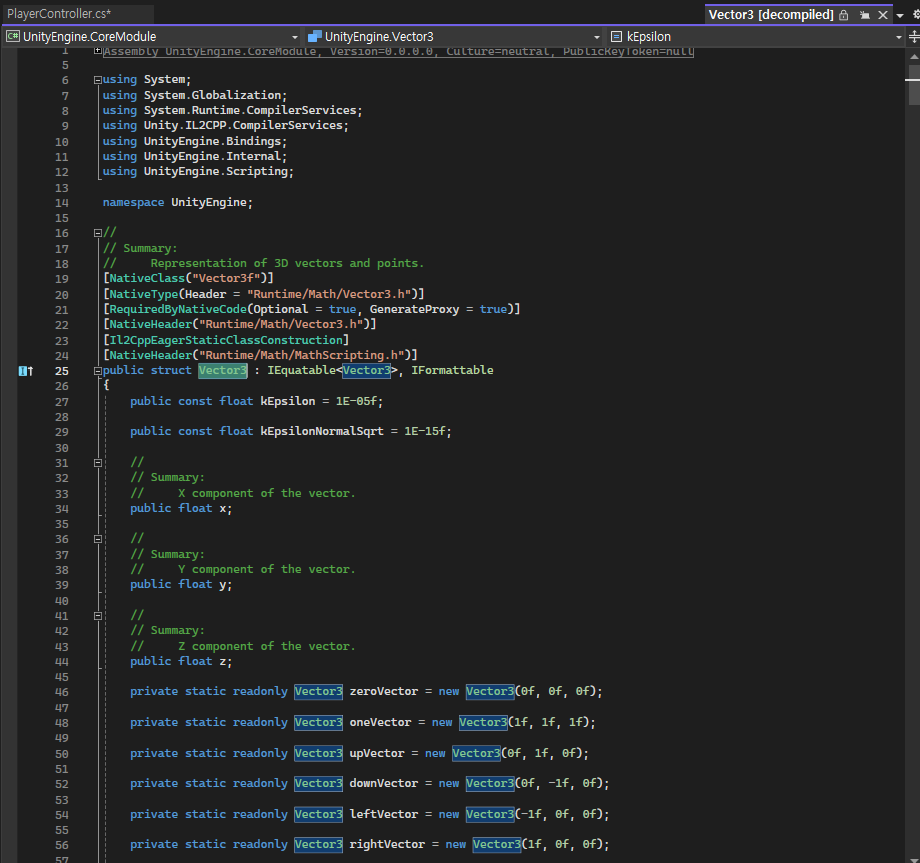 PlayerController.cs*
Vector3 [decompiled]
C# UnityEngine.CoreModule
UnityEngine.Vector3
kEpsilon
1 Assembly UnityEngine.CoreModule, Version=0.0.0.0, Culture=neutral, PublicKeyToken=null
5
6 using System;
7 using System.Globalization;
8 using System.Runtime.CompilerServices;
9 using Unity.IL2CPP.CompilerServices;
10 using UnityEngine.Bindings;
11 using UnityEngine.Internal;
12 using UnityEngine.Scripting;
13
14 namespace UnityEngine;
15
16 //
17 // Summary:
18 //     Representation of 3D vectors and points.
19 [NativeClass("Vector3f")]
20 [NativeType(Header = "Runtime/Math/Vector3.h")]
21 [RequiredByNativeCode(Optional = true, GenerateProxy = true)]
22 [NativeHeader("Runtime/Math/Vector3.h")]
23 [Il2CppEagerStaticClassConstruction]
24 [NativeHeader("Runtime/Math/MathScripting.h")]
25 public struct Vector3 : IEquatable<Vector3>, IFormattable
26 {
27     public const float kEpsilon = 1E-05f;
28
29     public const float kEpsilonNormalSqrt = 1E-15f;
30
31     //
32     // Summary:
33     //     X component of the vector.
34     public float x;
35
36     //
37     // Summary:
38     //     Y component of the vector.
39     public float y;
40
41     //
42     // Summary:
43     //     Z component of the vector.
44     public float z;
45
46     private static readonly Vector3 zeroVector = new Vector3(0f, 0f, 0f);
47
48     private static readonly Vector3 oneVector = new Vector3(1f, 1f, 1f);
49
50     private static readonly Vector3 upVector = new Vector3(0f, 1f, 0f);
51
52     private static readonly Vector3 downVector = new Vector3(0f, -1f, 0f);
53
54     private static readonly Vector3 leftVector = new Vector3(-1f, 0f, 0f);
55
56     private static readonly Vector3 rightVector = new Vector3(1f, 0f, 0f);
57